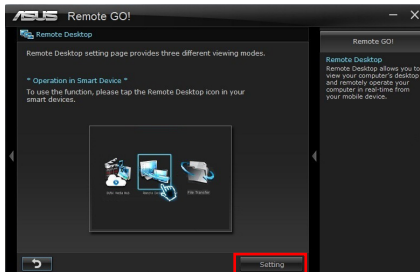 ASUS Remote GO!
Remote Desktop
Remote Desktop setting page provides three different viewing modes.
* Operation in Smart Device *
To use the function, please tap the Remote Desktop icon in your
smart devices.
File Transfer
Setting
Remote GO!
Remote Desktop
Remote Desktop allows you to
view your computer's desktop
and remotely operate your
computer in real-time from
your mobile device.